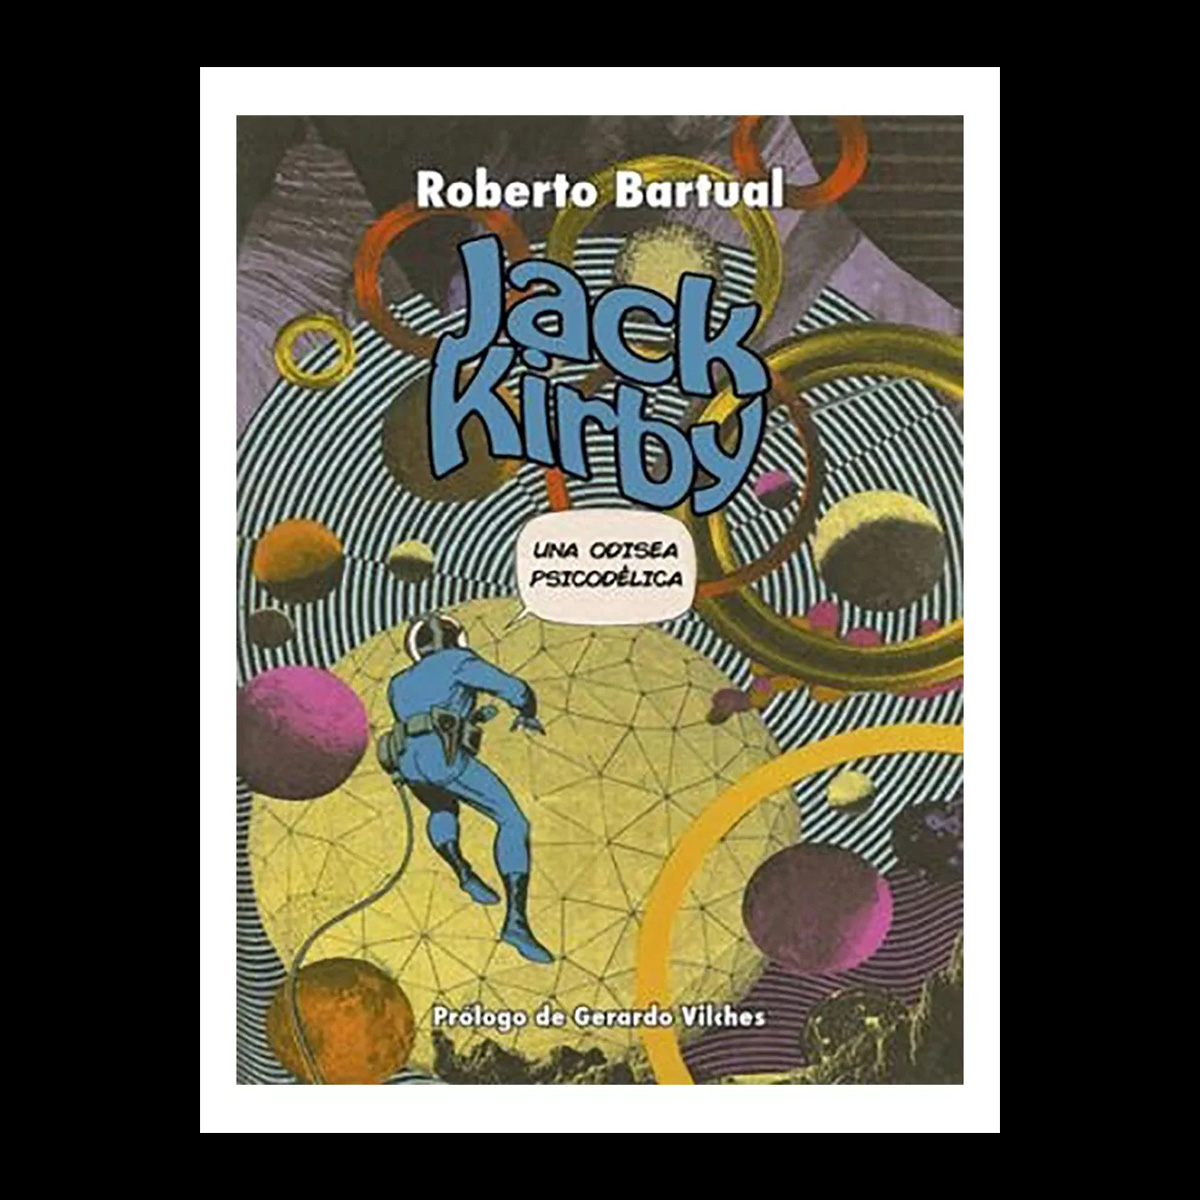 Roberto Bartual
Jack
Kirby
UNA ODISEA
PSICODÉLICA
Prólogo de Gerardo Vilches